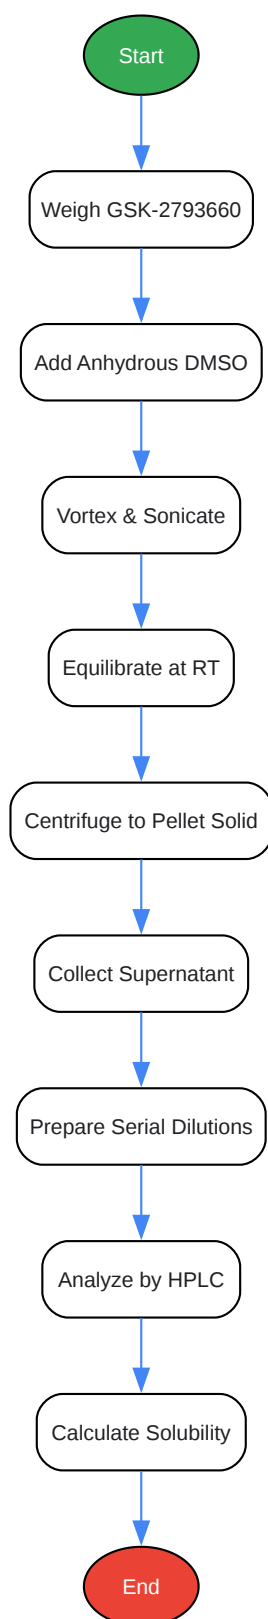 Start
Weigh GSK-2793660
Add Anhydrous DMSO
Vortex & Sonicate
Equilibrate at RT
Centrifuge to Pellet Solid
Collect Supernatant
Prepare Serial Dilutions
Analyze by HPLC
Calculate Solubility
End